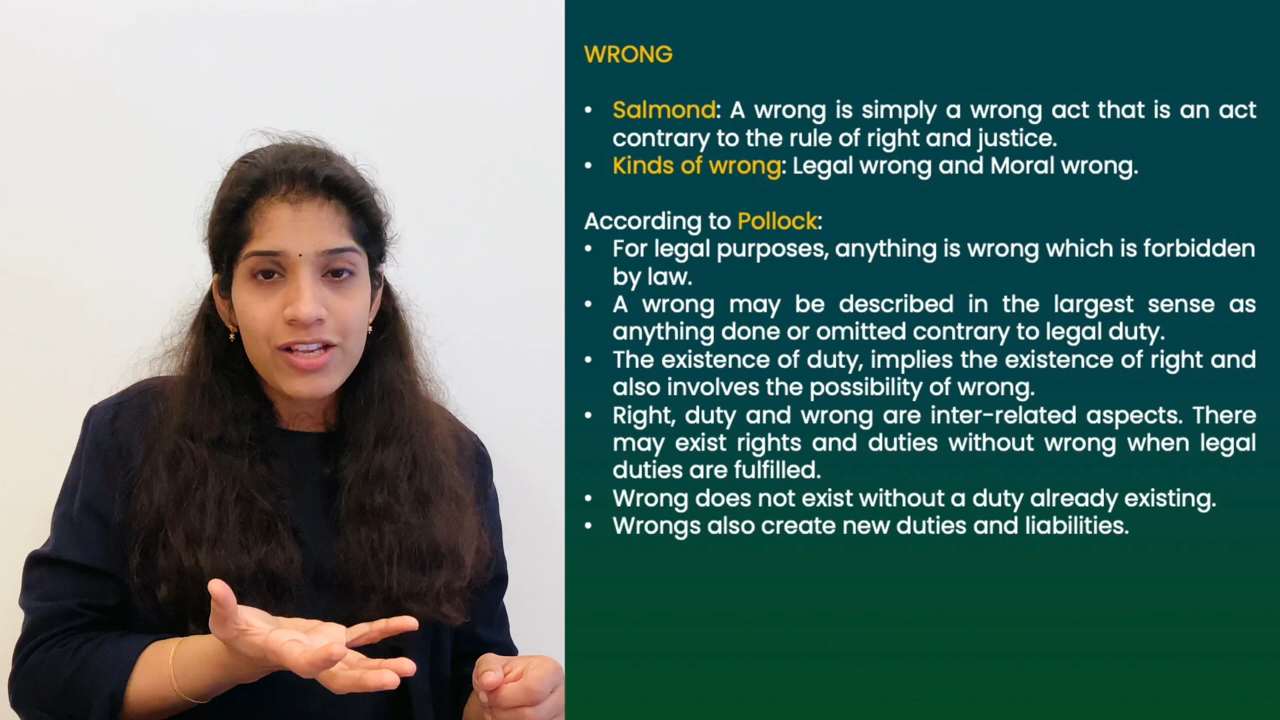 WRONG
• Salmond: A wrong is simply a wrong act that is an act
contrary to the rule of right and justice.
• Kinds of wrong: Legal wrong and Moral wrong.
According to Pollock:
• For legal purposes, anything is wrong which is forbidden
by law.
• A wrong may be described in the largest sense as
anything done or omitted contrary to legal duty.
• The existence of duty, implies the existence of right and
also involves the possibility of wrong.
• Right, duty and wrong are inter-related aspects. There
may exist rights and duties without wrong when legal
duties are fulfilled.
• Wrong does not exist without a duty already existing.
• Wrongs also create new duties and liabilities.